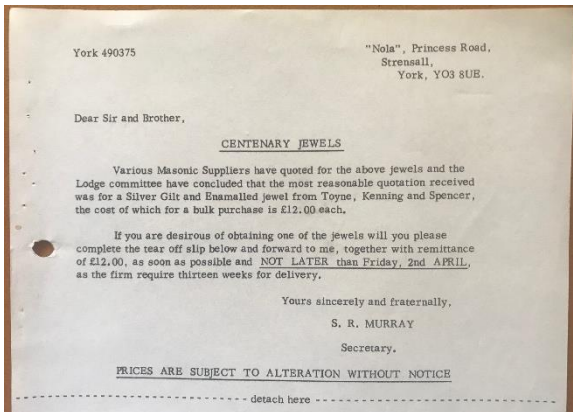 York 490375
"Nola", Princess Road,
Strensall,
York, YO3 8UE.
Dear Sir and Brother,
CENTENARY JEWELS
Various Masonic Suppliers have quoted for the above jewels and the
Lodge committee have concluded that the most reasonable quotation received
was for a Silver Gilt and Enamalled jewel from Toyne, Kenning and Spencer,
the cost of which for a bulk purchase is £12.00 each.
If you are desirous of obtaining one of the jewels will you please
complete the tear off slip below and forward to me, together with remittance
of £12.00, as soon as possible and NOT LATER than Friday, 2nd APRIL,
as the firm require thirteen weeks for delivery.
Yours sincerely and fraternally,
S. R. MURRAY
Secretary.
PRICES ARE SUBJECT TO ALTERATION WITHOUT NOTICE
detach here